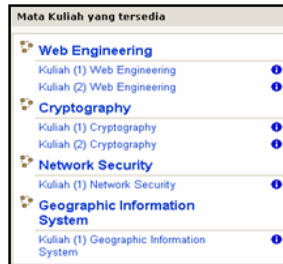 Mata Kuliah yang tersedia
Web Engineering
Kuliah (1) Web Engineering
Kuliah (2) Web Engineering
Cryptography
Kuliah (1) Cryptography
Kuliah (2) Cryptography
Network Security
Kuliah (1) Network Security
Geographic Information
System
Kuliah (1) Geographic Information
System